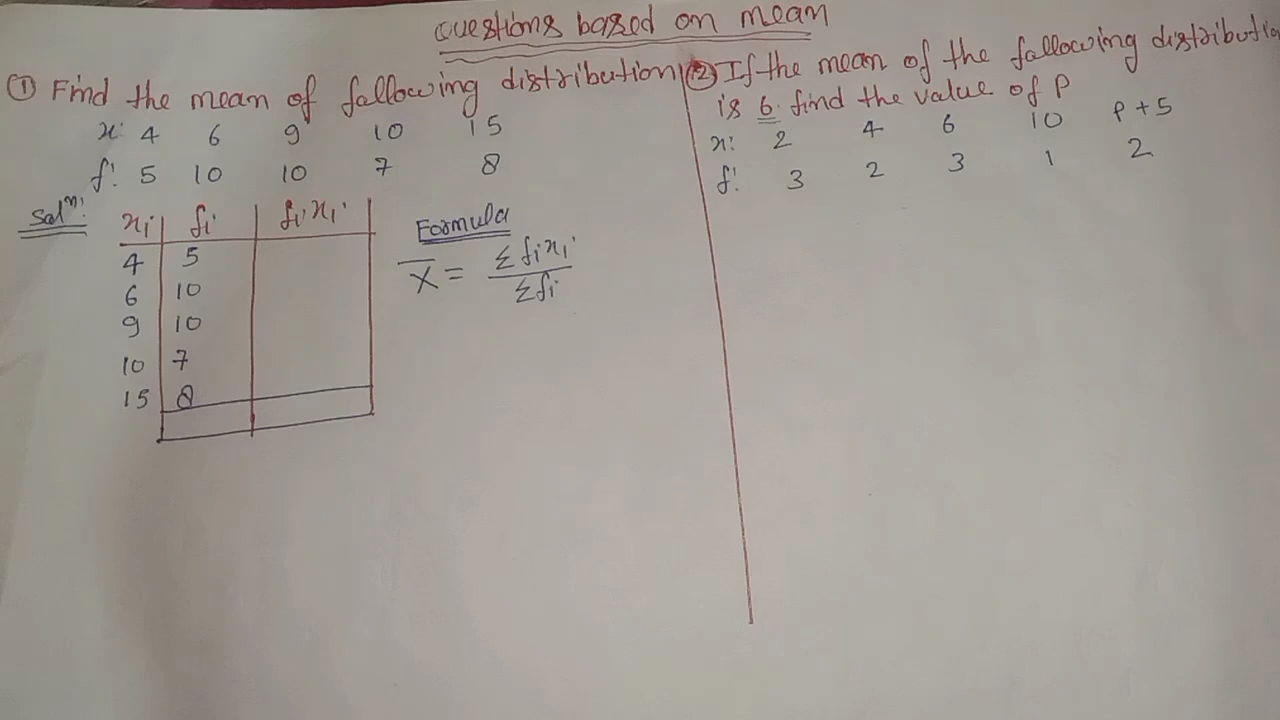 Questions based on mean
① Find the mean of fallowing distribution
x: 4 6 9 10 15
f: 5 10 10 7 8
Solⁿ:
xi fi fixi
4 5
6 10
9 10
10 7
15 8
Formula
X̅ = Σfixi / Σfi
② If the mean of the fallowing distributi
is 6. find the value of P
x: 2 4 6 10 P+5
f: 3 2 3 1 2